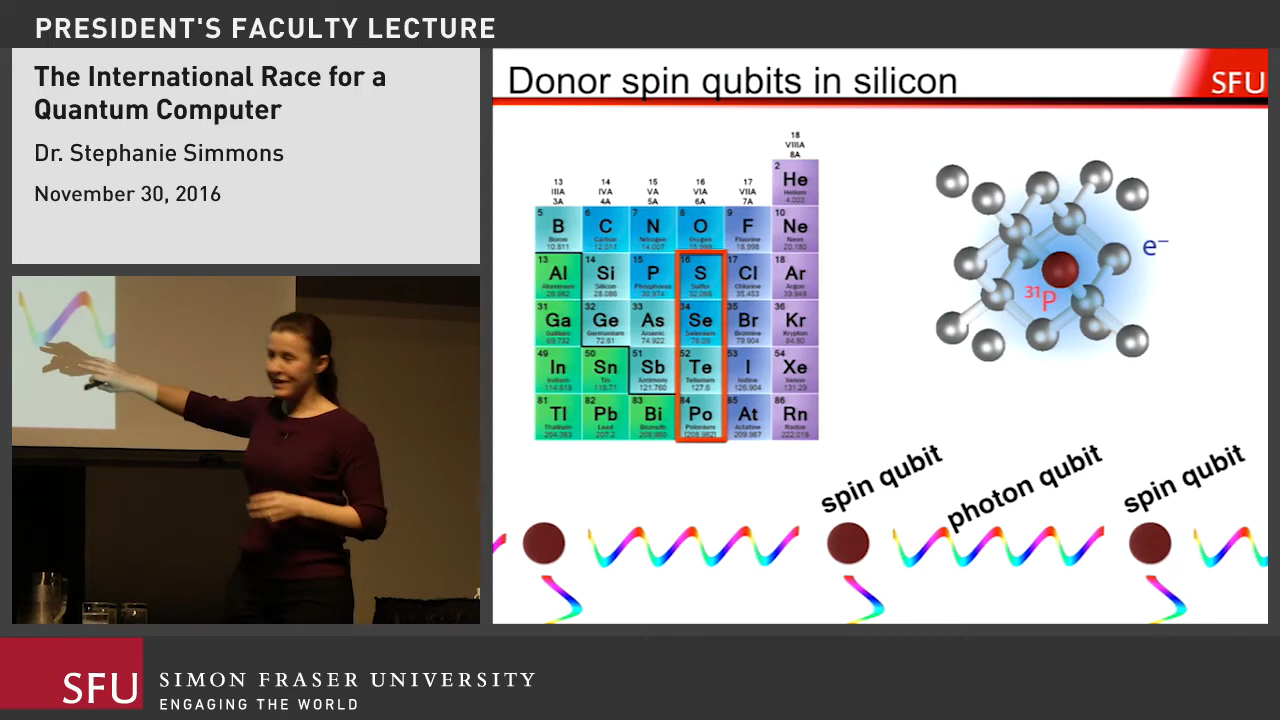 PRESIDENT'S FACULTY LECTURE
The International Race for a
Quantum Computer
Dr. Stephanie Simmons
November 30, 2016
Donor spin qubits in silicon
SFU
18
VIIIA
8A
13 14 15 16 17
IIIA IVA VA VIA VIIA
3A 4A 5A 6A 7A
2
He
Helium
4.003
5 6 7 8 9 10
B C N O F Ne
Boron Carbon Nitrogen Oxygen Fluorine Neon
10.811 12.011 14.007 15.999 18.998 20.180
13 14 15 16 17 18
Al Si P S Cl Ar
Aluminum Silicon Phosphorus Sulfur Chlorine Argon
26.982 28.086 30.974 32.066 35.453 39.948
31 32 33 34 35 36
Ga Ge As Se Br Kr
Gallium Germanium Arsenic Selenium Bromine Krypton
69.732 72.61 74.922 78.09 79.904 84.80
49 50 51 52 53 54
In Sn Sb Te I Xe
Indium Tin Antimony Tellurium Iodine Xenon
114.818 118.71 121.760 127.6 126.904 131.29
81 82 83 84 85 86
Tl Pb Bi Po At Rn
Thallium Lead Bismuth Polonium Astatine Radon
204.383 207.2 208.980 [208.982] 209.987 222.018
e⁻
³¹P
spin qubit
photon qubit
spin qubit
SFU
SIMON FRASER UNIVERSITY
ENGAGING THE WORLD